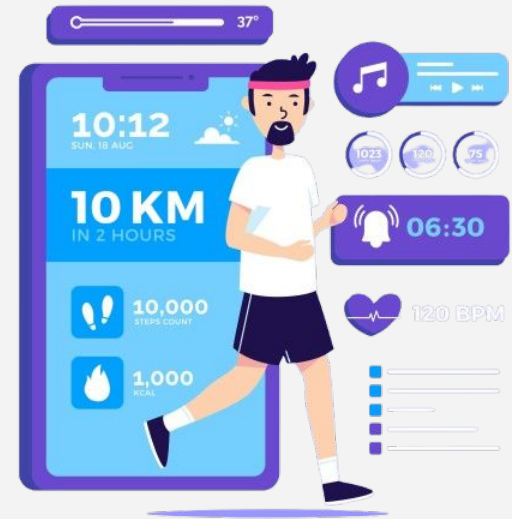 37°
10:12
SUN, 18 AUG
10 KM
IN 2 HOURS
10,000
STEPS COUNT
1,000
KCAL
1023
120
75
06:30
120 BPM